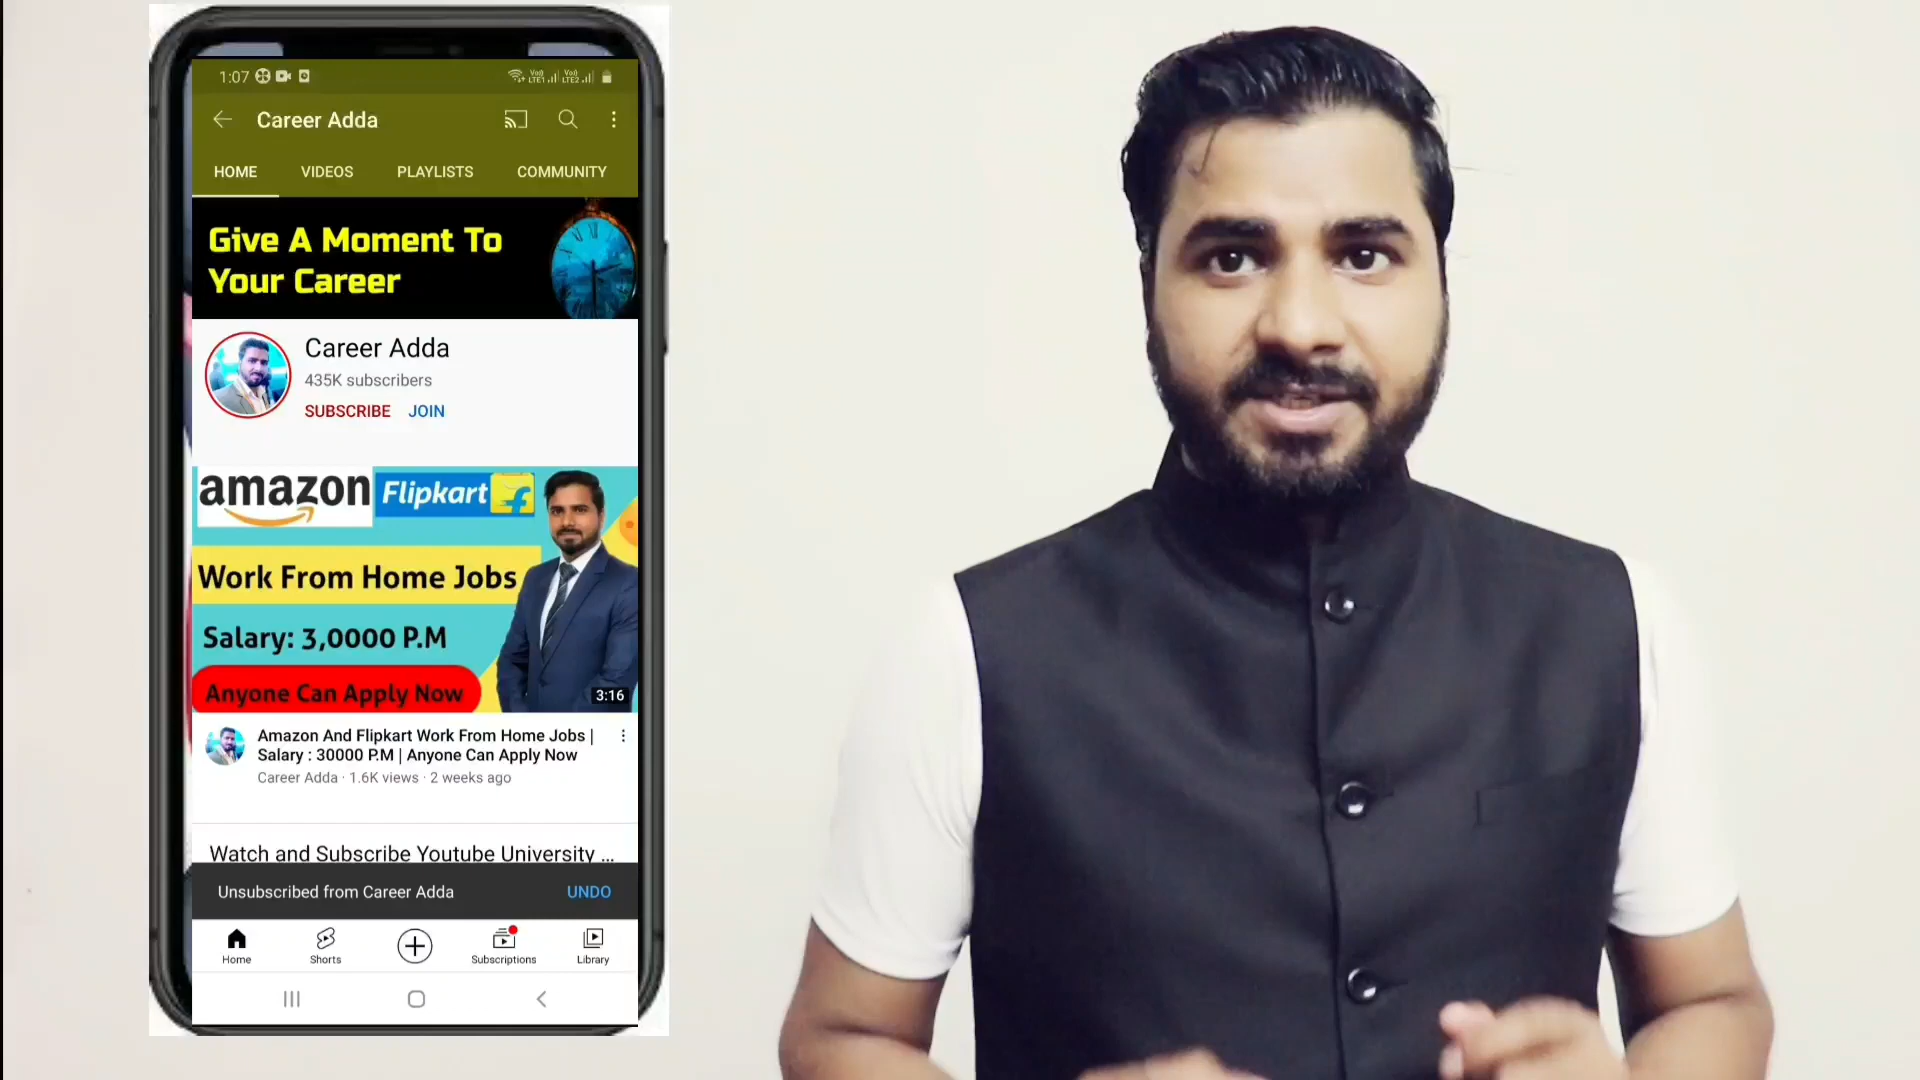 1:07
Career Adda
HOME VIDEOS PLAYLISTS COMMUNITY
Give A Moment To
Your Career
Career Adda
435K subscribers
SUBSCRIBE JOIN
amazon Flipkart
Work From Home Jobs
Salary: 3,0000 P.M
Anyone Can Apply Now
3:16
Amazon And Flipkart Work From Home Jobs |
Salary : 30000 P.M | Anyone Can Apply Now
Career Adda · 1.6K views · 2 weeks ago
Watch and Subscribe Youtube University ...
Unsubscribed from Career Adda UNDO
Home Shorts Subscriptions Library